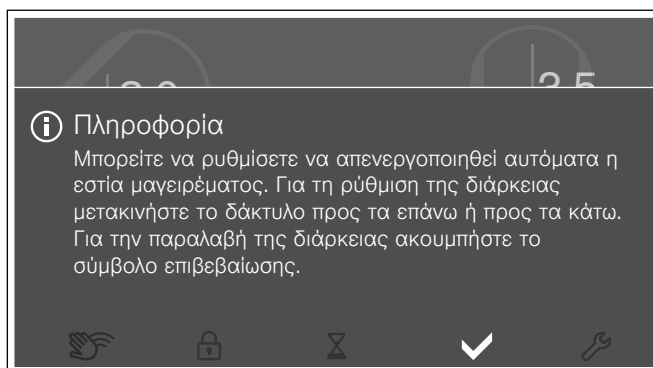 Πληροφορία
Μπορείτε να ρυθμίσετε να απενεργοποιηθεί αυτόματα η
εστία μαγειρέματος. Για τη ρύθμιση της διάρκειας
μετακινήστε το δάκτυλο προς τα επάνω ή προς τα κάτω.
Για την παραλαβή της διάρκειας ακουμπήστε το
σύμβολο επιβεβαίωσης.